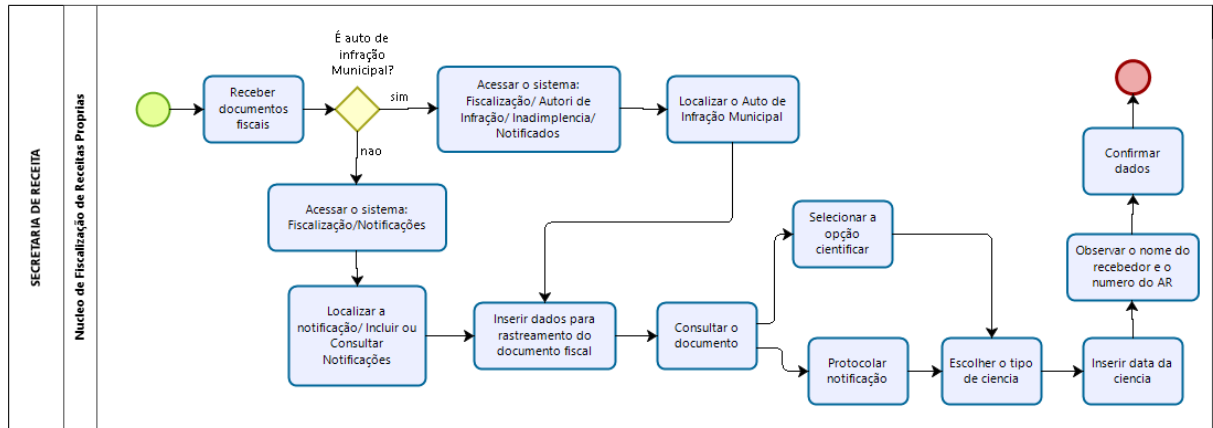 SECRETARIA DE RECEITA
Nucleo de Fiscalização de Receitas Proprias
Receber
documentos
fiscais
É auto de
infração
Municipal?
sim
nao
Acessar o sistema:
Fiscalização/ Autori de
Infração/ Inadimplencia/
Notificados
Localizar o Auto de
Infração Municipal
Acessar o sistema:
Fiscalização/Notificações
Localizar a
notificação/ Incluir ou
Consultar
Notificações
Inserir dados para
rastreamento do
documento fiscal
Consultar o
documento
Selecionar a
opção
cientificar
Protocolar
notificação
Escolher o tipo
de ciencia
Inserir data da
ciencia
Observar o nome do
recebedor e o
numero do AR
Confirmar
dados